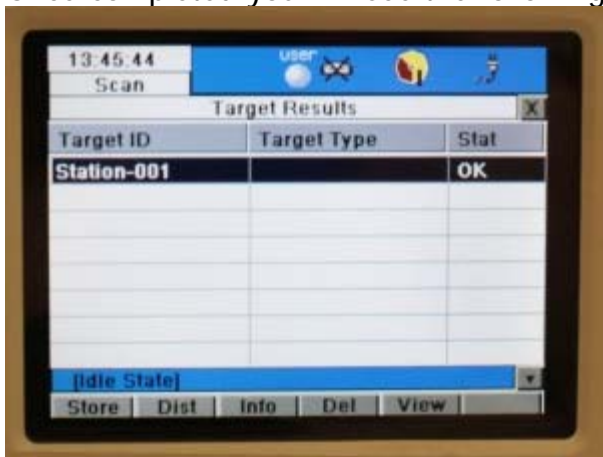 13:45:44
user
Scan
Target Results
X
Target ID Target Type Stat
Station-001 OK
[Idle State]
Store Dist Info Del View